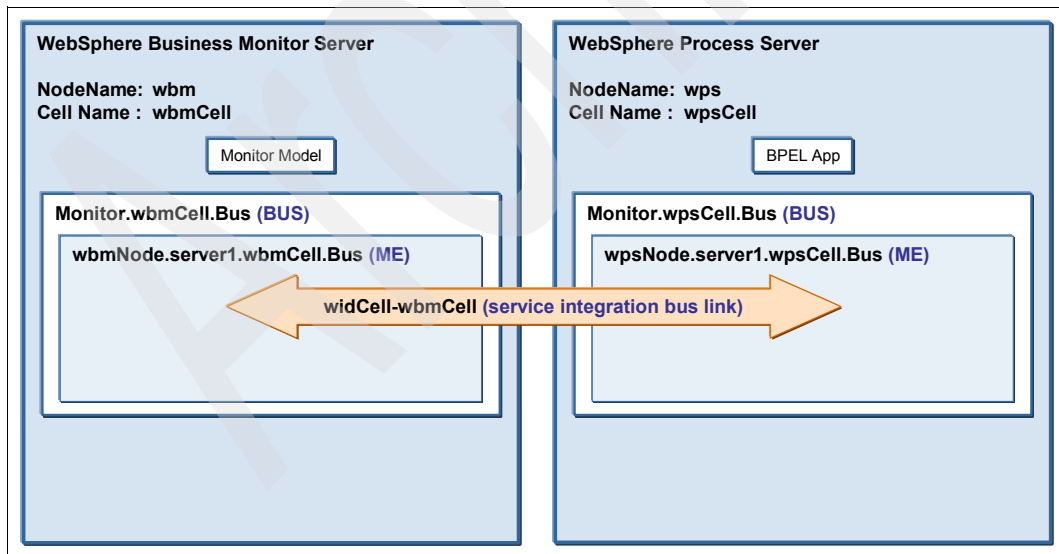 WebSphere Business Monitor Server
NodeName: wbm
Cell Name : wbmCell
Monitor Model
Monitor.wbmCell.Bus (BUS)
wbmNode.server1.wbmCell.Bus (ME)
WebSphere Process Server
NodeName: wps
Cell Name : wpsCell
BPEL App
Monitor.wpsCell.Bus (BUS)
wpsNode.server1.wpsCell.Bus (ME)
widCell-wbmCell (service integration bus link)